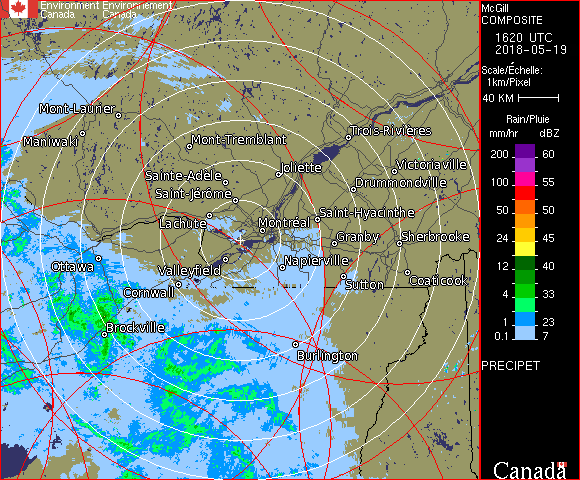 Environment Environnement
Canada Canada
Mont-Laurier
Maniwaki
Mont-Tremblant
Trois-Rivières
Joliette
Victoriaville
Sainte-Adèle
Drummondville
Saint-Jérôme
Saint-Hyacinthe
Lachute
Montréal
Granby
Sherbrooke
Ottawa
Napierville
Valleyfield
Cornwall
Sutton
Coaticook
Brockville
Burlington
McGill
COMPOSITE
1620 UTC
2018-05-19
Scale/Échelle:
1km/Pixel
40 KM
Rain/Pluie
mm/hr dBZ
200 60
100 55
50 50
24 45
12 40
4 33
1 23
0.1 7
PRECIPET
Canada